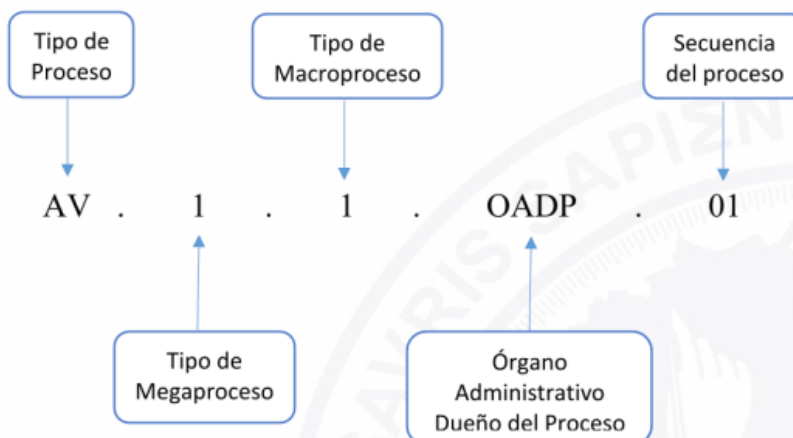 Tipo de
Proceso
Tipo de
Macroproceso
Secuencia
del proceso
AV . 1 . 1 . OADP . 01
Tipo de
Megaproceso
Órgano
Administrativo
Dueño del Proceso